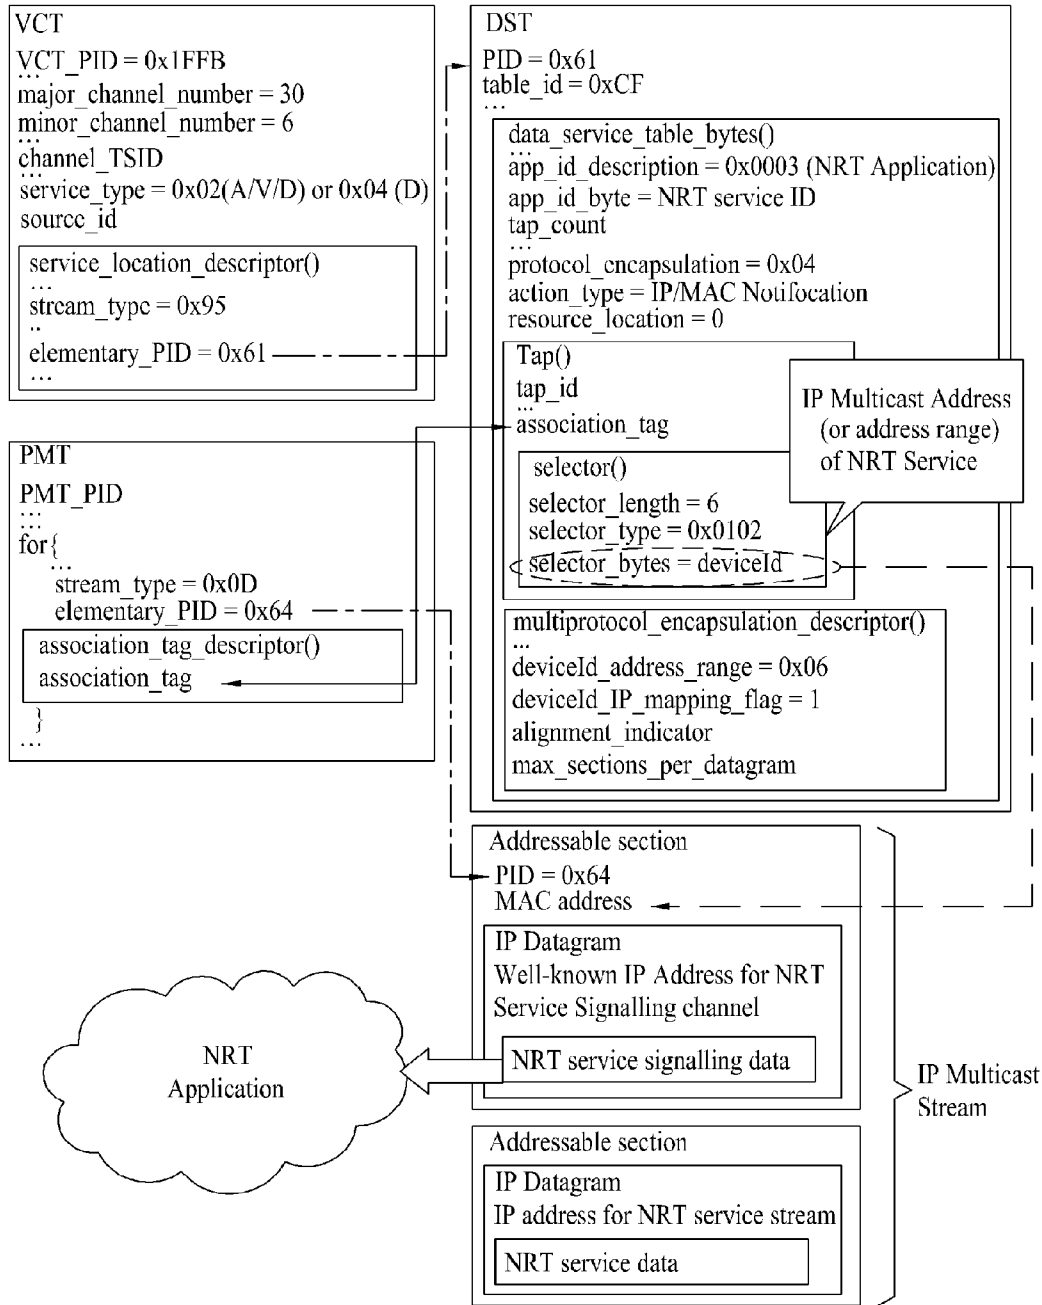 VCT
VCT_PID = 0x1FFB
...
major_channel_number = 30
minor_channel_number = 6
...
channel_TSID
...
service_type = 0x02(A/V/D) or 0x04 (D)
source_id
service_location_descriptor()
...
stream_type = 0x95
..
elementary_PID = 0x61
...
PMT
PMT_PID
...
...
for{
...
stream_type = 0x0D
elementary_PID = 0x64
association_tag_descriptor()
association_tag
}
...
DST
PID = 0x61
table_id = 0xCF
...
data_service_table_bytes()
...
app_id_description = 0x0003 (NRT Application)
app_id_byte = NRT service ID
tap_count
...
protocol_encapsulation = 0x04
action_type = IP/MAC Notifocation
resource_location = 0
Tap()
tap_id
...
association_tag
selector()
selector_length = 6
selector_type = 0x0102
selector_bytes = deviceId
IP Multicast Address
(or address range)
of NRT Service
multiprotocol_encapsulation_descriptor()
...
deviceId_address_range = 0x06
deviceId_IP_mapping_flag = 1
alignment_indicator
max_sections_per_datagram
Addressable section
PID = 0x64
MAC address
IP Datagram
Well-known IP Address for NRT
Service Signalling channel
NRT service signalling data
NRT
Application
Addressable section
IP Datagram
IP address for NRT service stream
NRT service data
IP Multicast
Stream